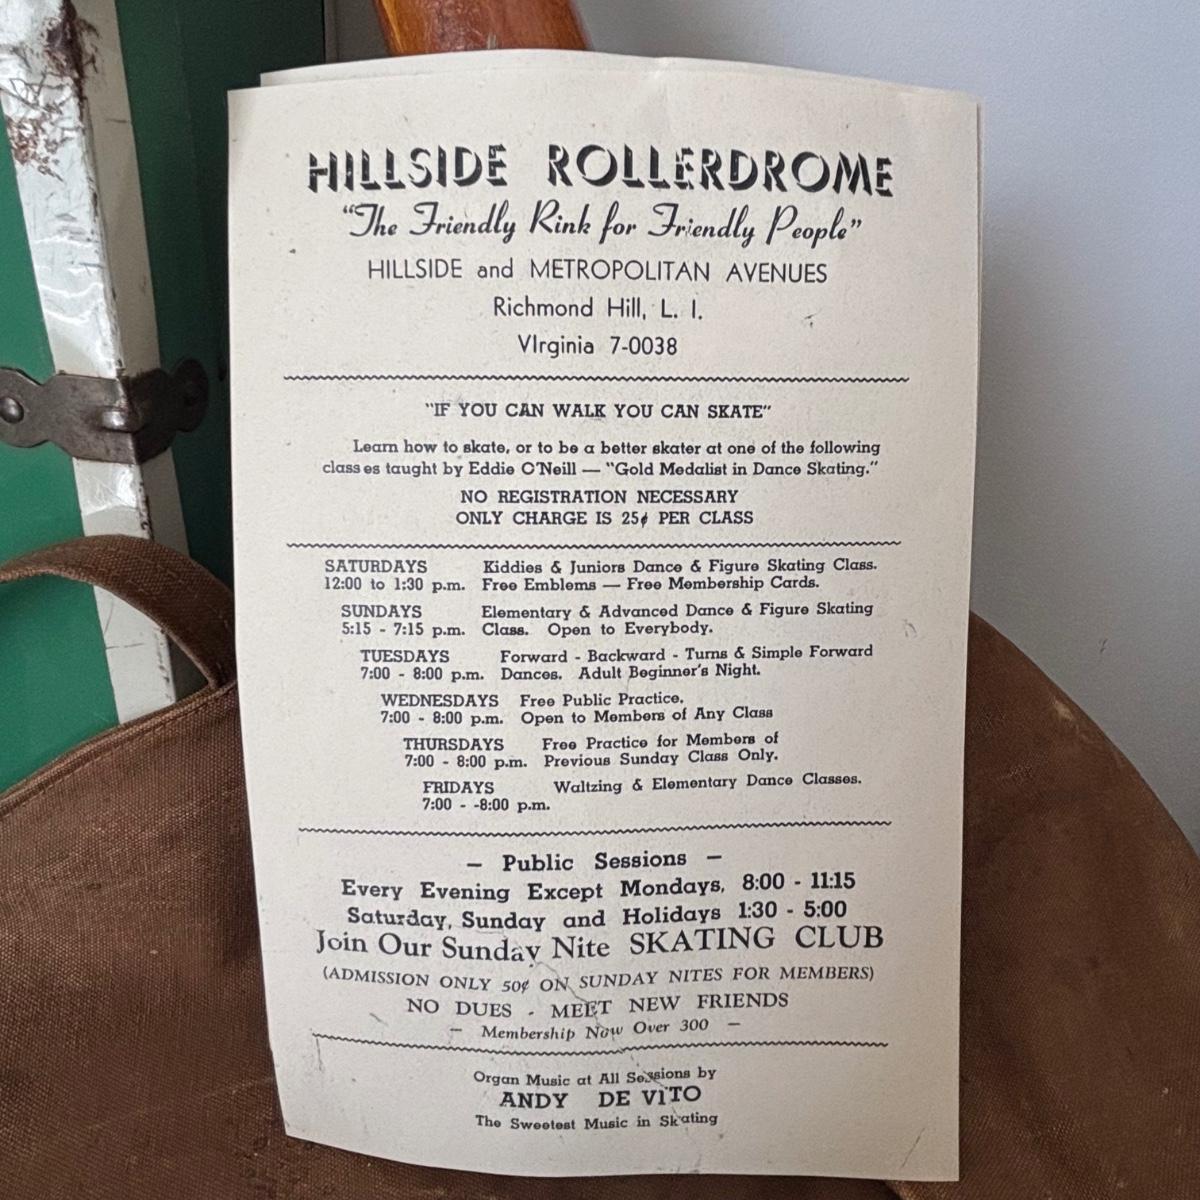 HILLSIDE ROLLERDROME
"The Friendly Rink for Friendly People"
HILLSIDE and METROPOLITAN AVENUES
Richmond Hill, L. I.
VIrginia 7-0038
"IF YOU CAN WALK YOU CAN SKATE"
Learn how to skate, or to be a better skater at one of the following
class es taught by Eddie O'Neill — "Gold Medalist in Dance Skating."
NO REGISTRATION NECESSARY
ONLY CHARGE IS 25¢ PER CLASS
SATURDAYS Kiddies & Juniors Dance & Figure Skating Class.
12:00 to 1:30 p.m. Free Emblems — Free Membership Cards.
SUNDAYS Elementary & Advanced Dance & Figure Skating
5:15 - 7:15 p.m. Class. Open to Everybody.
TUESDAYS Forward - Backward - Turns & Simple Forward
7:00 - 8:00 p.m. Dances. Adult Beginner's Night.
WEDNESDAYS Free Public Practice.
7:00 - 8:00 p.m. Open to Members of Any Class
THURSDAYS Free Practice for Members of
7:00 - 8:00 p.m. Previous Sunday Class Only.
FRIDAYS Waltzing & Elementary Dance Classes.
7:00 - -8:00 p.m.
— Public Sessions —
Every Evening Except Mondays, 8:00 - 11:15
Saturday, Sunday and Holidays 1:30 - 5:00
Join Our Sunday Nite SKATING CLUB
(ADMISSION ONLY 50¢ ON SUNDAY NITES FOR MEMBERS)
NO DUES - MEET NEW FRIENDS
— Membership Now Over 300 —
Organ Music at All Sessions by
ANDY DE VITO
The Sweetest Music in Skating